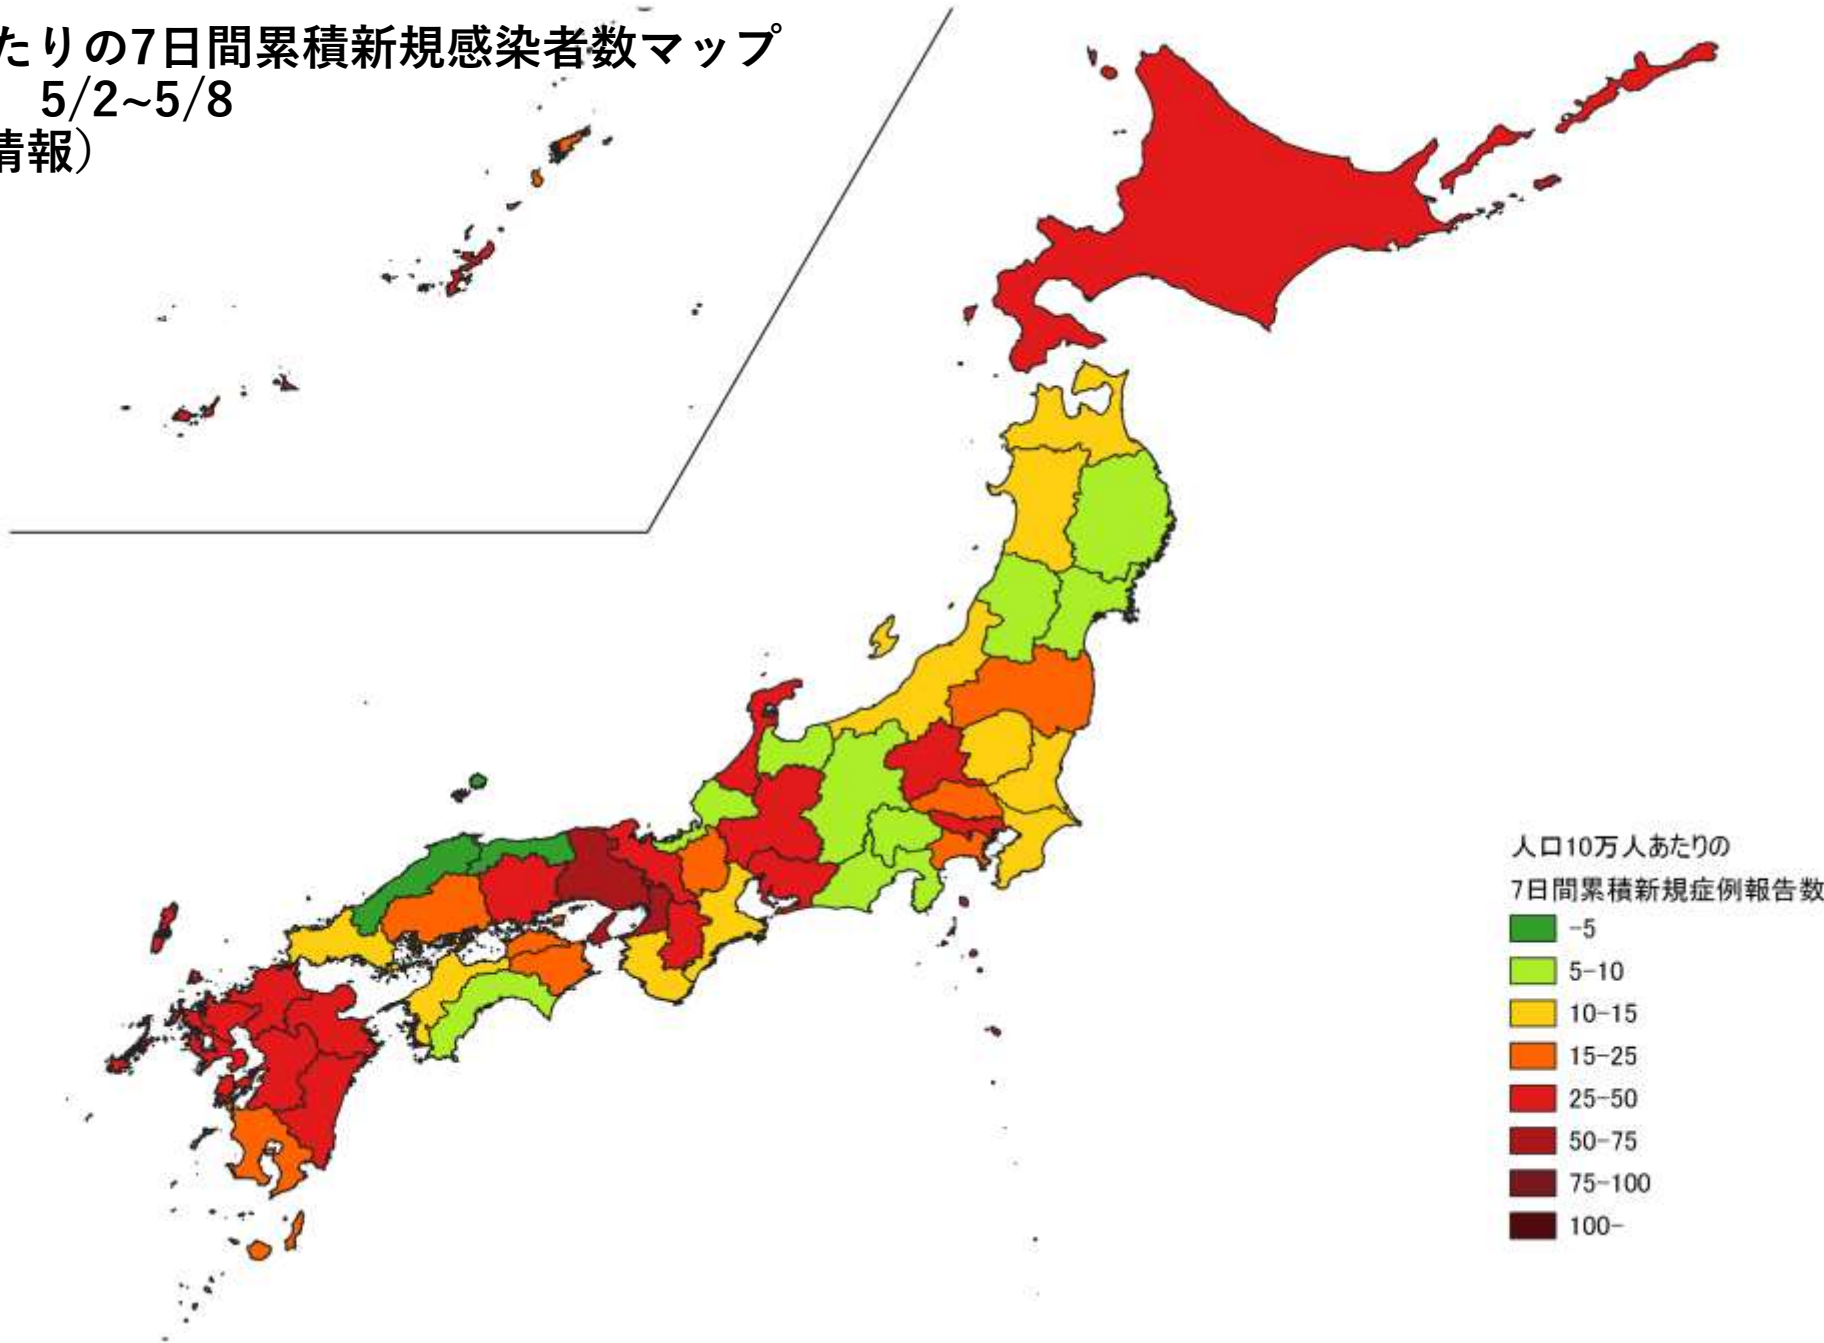 たりの7日間累積新規感染者数マップ
5/2~5/8
情報）
人口10万人あたりの
7日間累積新規症例報告数
-5
5-10
10-15
15-25
25-50
50-75
75-100
100-